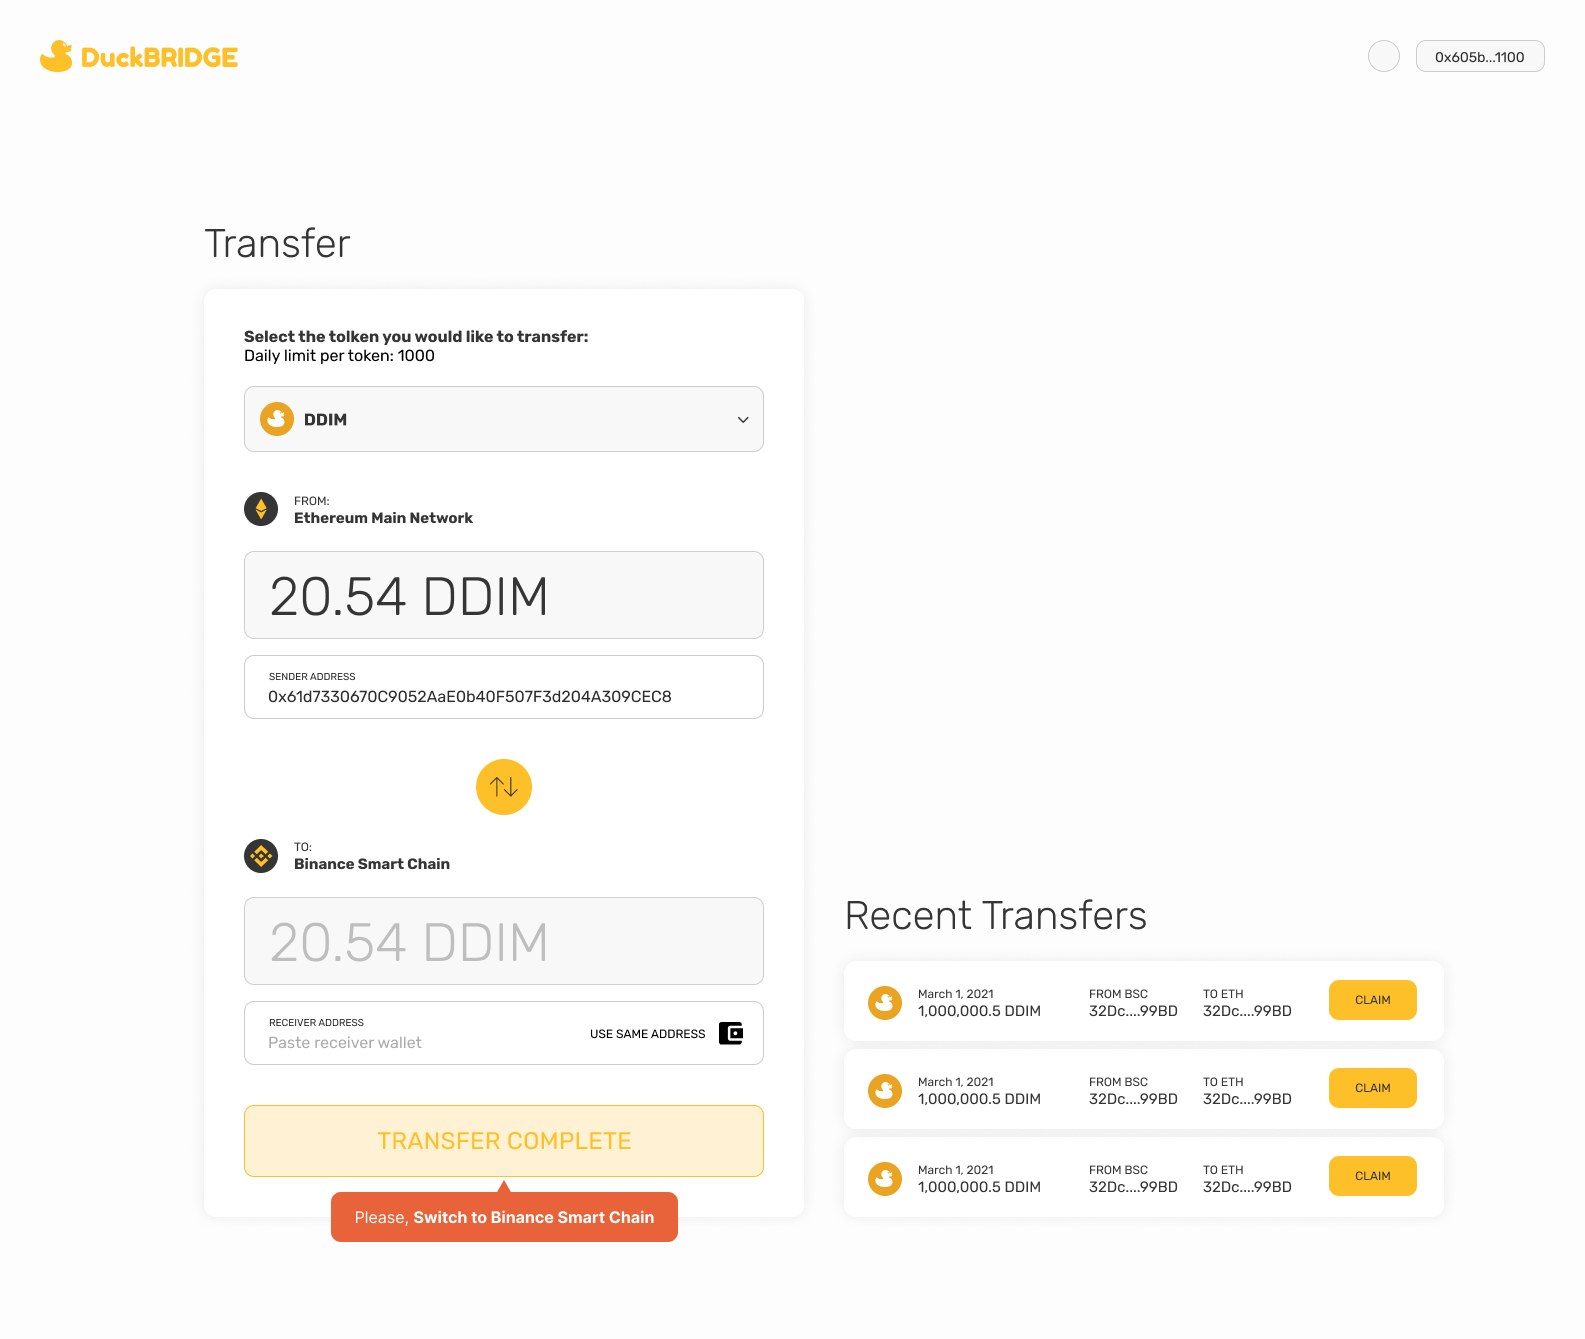 DuckBRIDGE
0x605b...1100
Transfer
Select the tolken you would like to transfer:
Daily limit per token: 1000
DDIM
FROM:
Ethereum Main Network
20.54 DDIM
SENDER ADDRESS
0x61d7330670C9052AaE0b40F507F3d204A309CEC8
TO:
Binance Smart Chain
20.54 DDIM
RECEIVER ADDRESS
Paste receiver wallet
USE SAME ADDRESS
TRANSFER COMPLETE
Please, Switch to Binance Smart Chain
Recent Transfers
March 1, 2021 FROM BSC TO ETH
1,000,000.5 DDIM 32Dc....99BD 32Dc....99BD
CLAIM
March 1, 2021 FROM BSC TO ETH
1,000,000.5 DDIM 32Dc....99BD 32Dc....99BD
CLAIM
March 1, 2021 FROM BSC TO ETH
1,000,000.5 DDIM 32Dc....99BD 32Dc....99BD
CLAIM